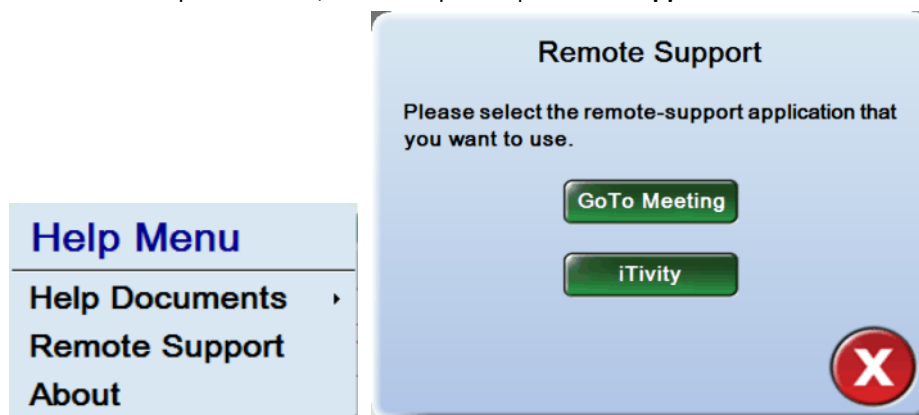 Help Menu
Help Documents
Remote Support
About
Remote Support
Please select the remote-support application that
you want to use.
GoTo Meeting
iTivity
X